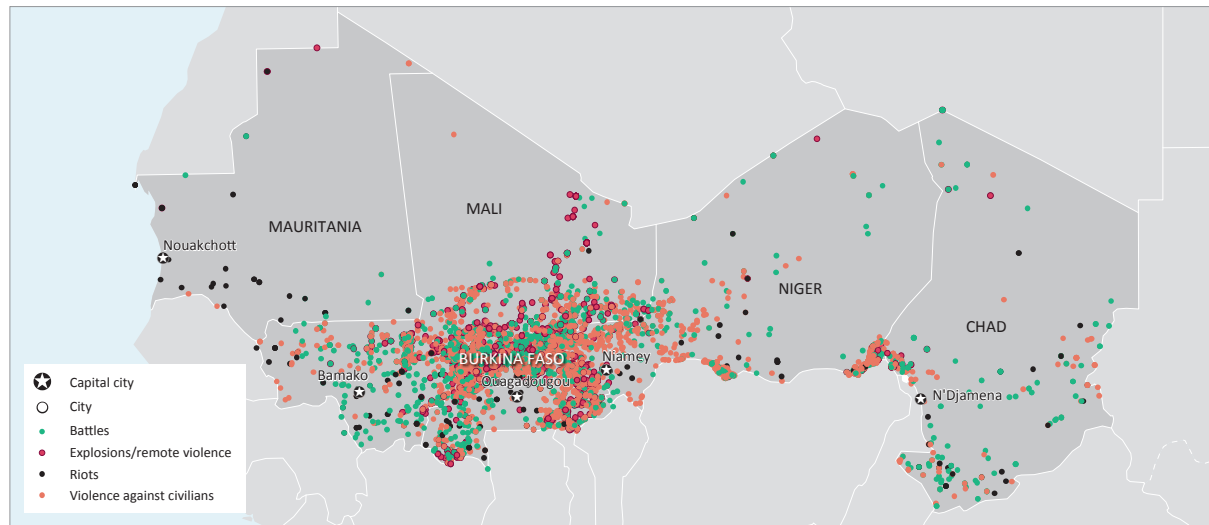 MALI
MAURITANIA
Nouakchott
NIGER
CHAD
BURKINA FASO
Niamey
Ouagadougou
Bamako
N'Djamena
Capital city
City
Battles
Explosions/remote violence
Riots
Violence against civilians